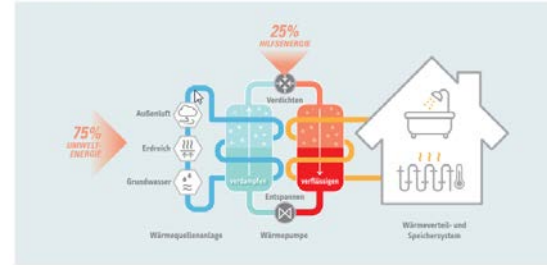 25%
HILFSENERGIE
Verdichten
Außenluft
75%
UMWELT-
ENERGIE
Erdreich
Grundwasser
verdampfen
verflüssigen
Entspannen
Wärmequellenanlage
Wärmepumpe
Wärmeverteil- und
Speichersystem